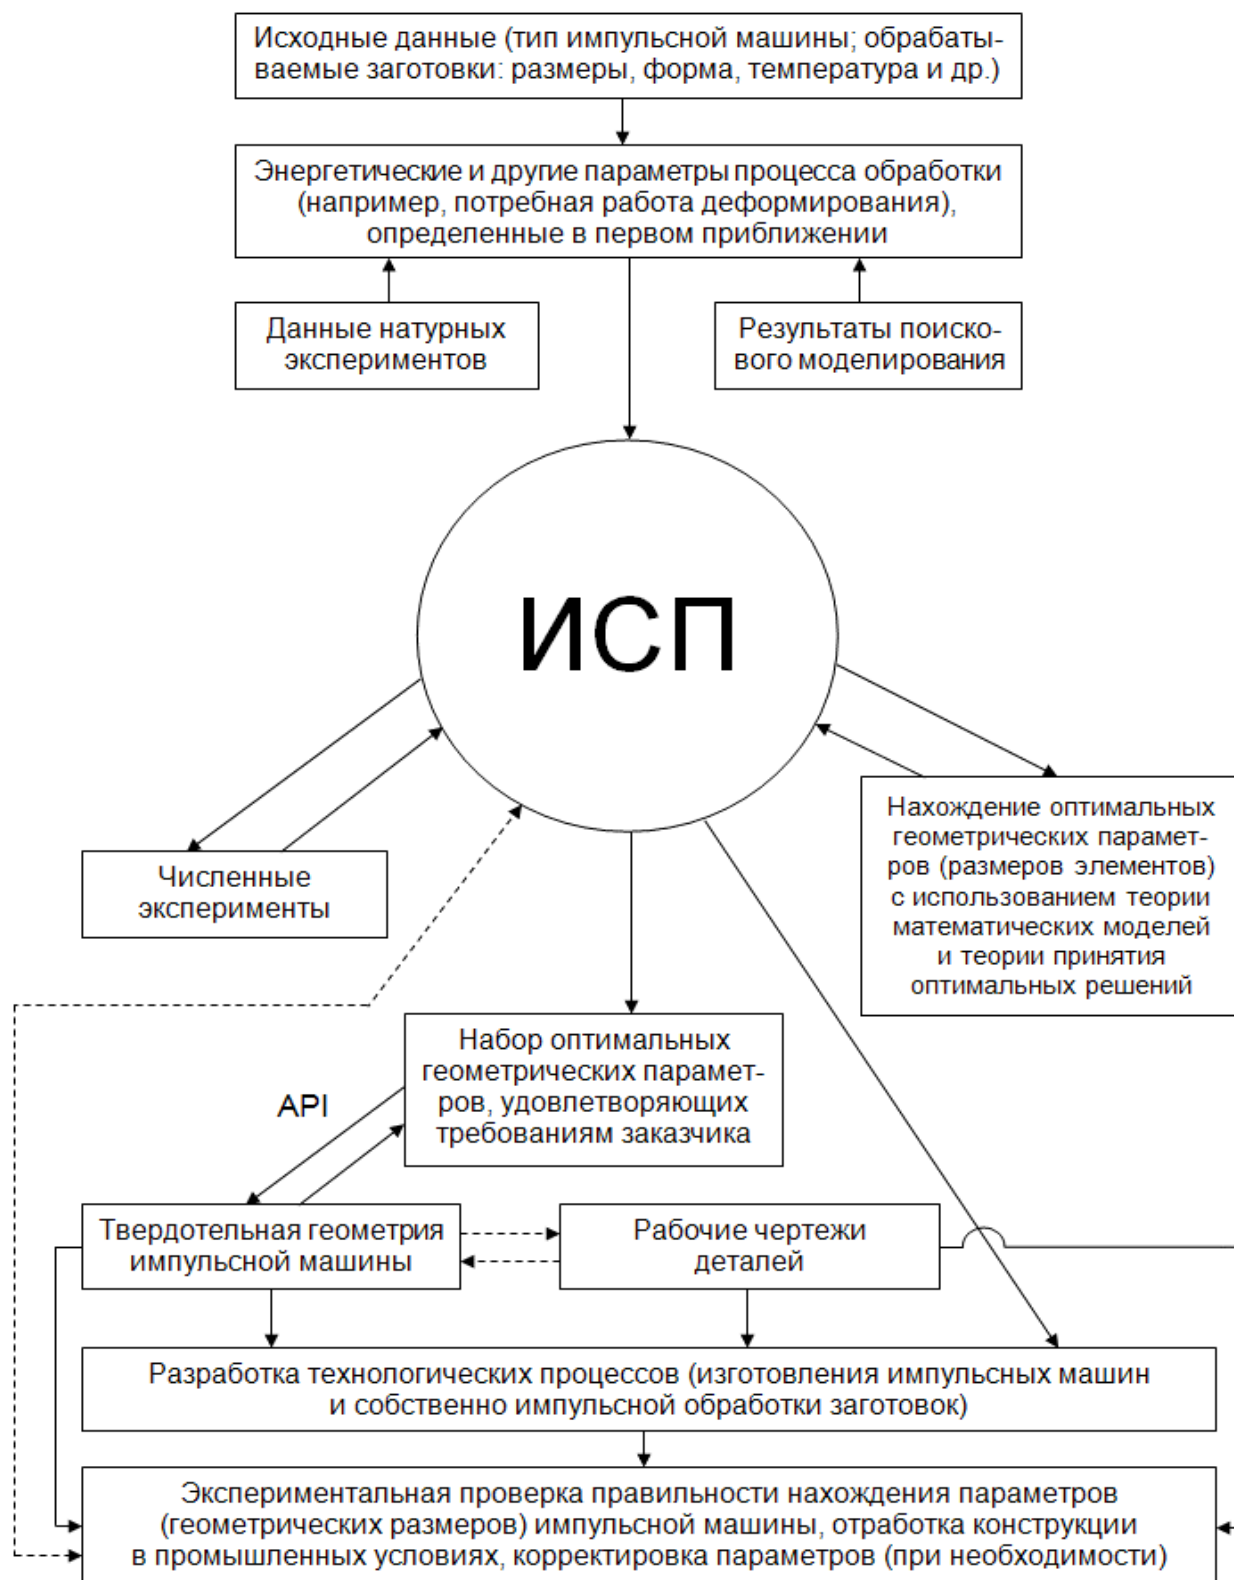 Исходные данные (тип импульсной машины; обрабаты-
ваемые заготовки: размеры, форма, температура и др.)
Энергетические и другие параметры процесса обработки
(например, потребная работа деформирования),
определенные в первом приближении
Данные натурных
экспериментов
Результаты поиско-
вого моделирования
ИСП
Численные
эксперименты
Нахождение оптимальных
геометрических парамет-
ров (размеров элементов)
с использованием теории
математических моделей
и теории принятия
оптимальных решений
Набор оптимальных
геометрических парамет-
ров, удовлетворяющих
требованиям заказчика
API
Твердотельная геометрия
импульсной машины
Рабочие чертежи
деталей
Разработка технологических процессов (изготовления импульсных машин
и собственно импульсной обработки заготовок)
Экспериментальная проверка правильности нахождения параметров
(геометрических размеров) импульсной машины, отработка конструкции
в промышленных условиях, корректировка параметров (при необходимости)